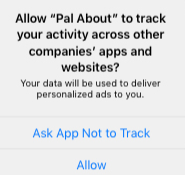 Allow “Pal About” to track
your activity across other
companies’ apps and
websites?
Your data will be used to deliver
personalized ads to you.
Ask App Not to Track
Allow